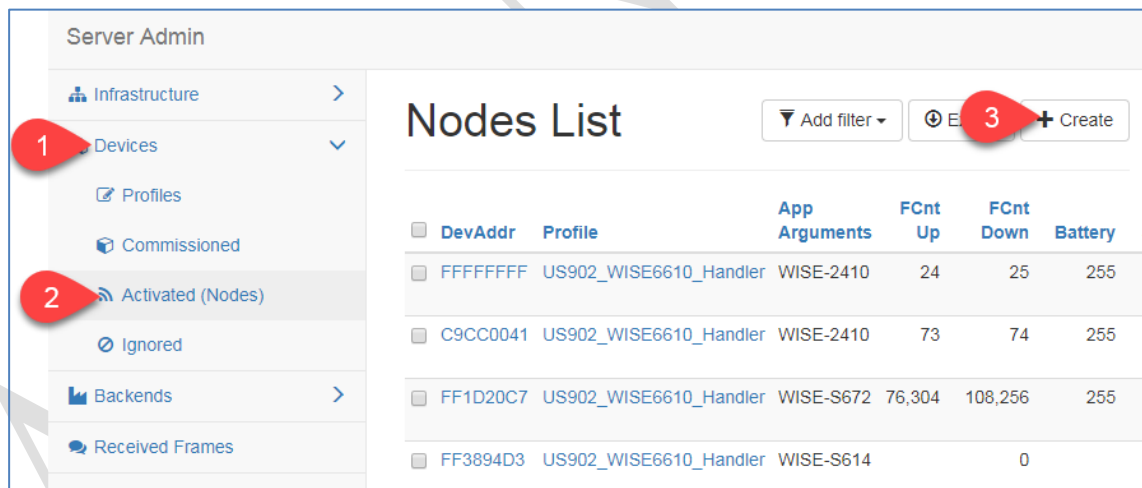 Server Admin
Infrastructure
1 Devices
Profiles
Commissioned
2 Activated (Nodes)
Ignored
Backends
Received Frames
Nodes List
Add filter
3 Create
DevAddr Profile App Arguments FCnt Up FCnt Down Battery
FFFFFFFF US902_WISE6610_Handler WISE-2410 24 25 255
C9CC0041 US902_WISE6610_Handler WISE-2410 73 74 255
FF1D20C7 US902_WISE6610_Handler WISE-S672 76,304 108,256 255
FF3894D3 US902_WISE6610_Handler WISE-S614 0